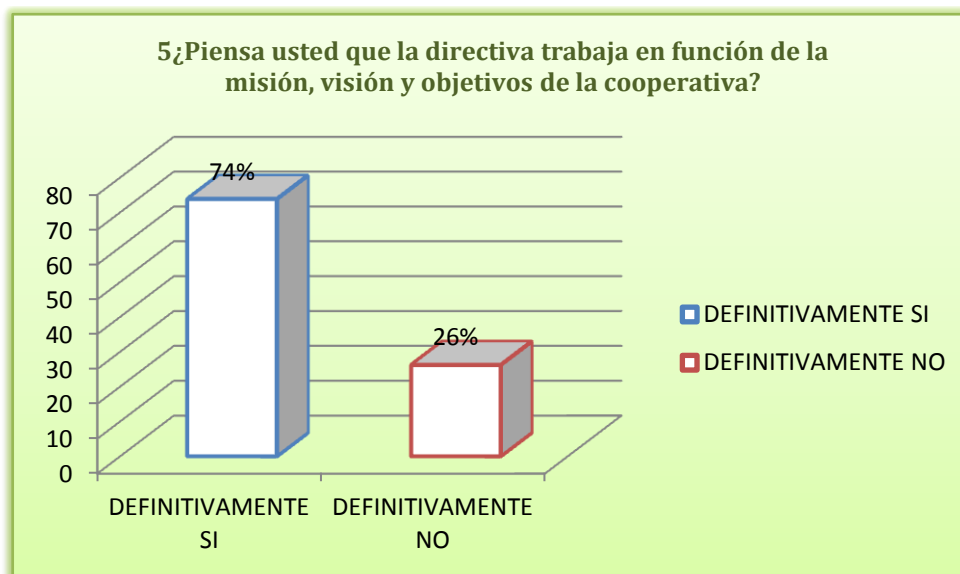 5¿Piensa usted que la directiva trabaja en función de la
misión, visión y objetivos de la cooperativa?
74%
80
70
60
50
40
30
20
10
0
26%
DEFINITIVAMENTE SI
DEFINITIVAMENTE NO
DEFINITIVAMENTE
SI
DEFINITIVAMENTE
NO